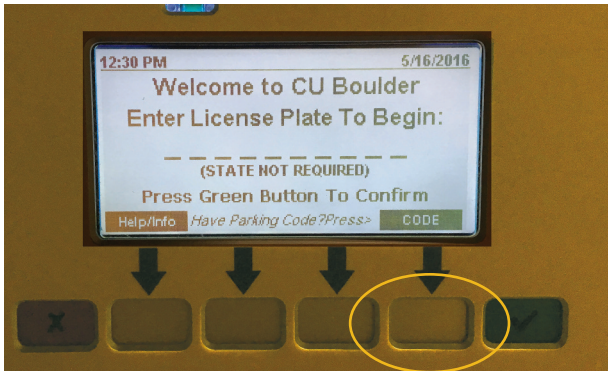 12:30 PM 5/16/2016
Welcome to CU Boulder
Enter License Plate To Begin:
(STATE NOT REQUIRED)
Press Green Button To Confirm
Help/Info Have Parking Code?Press> CODE
X